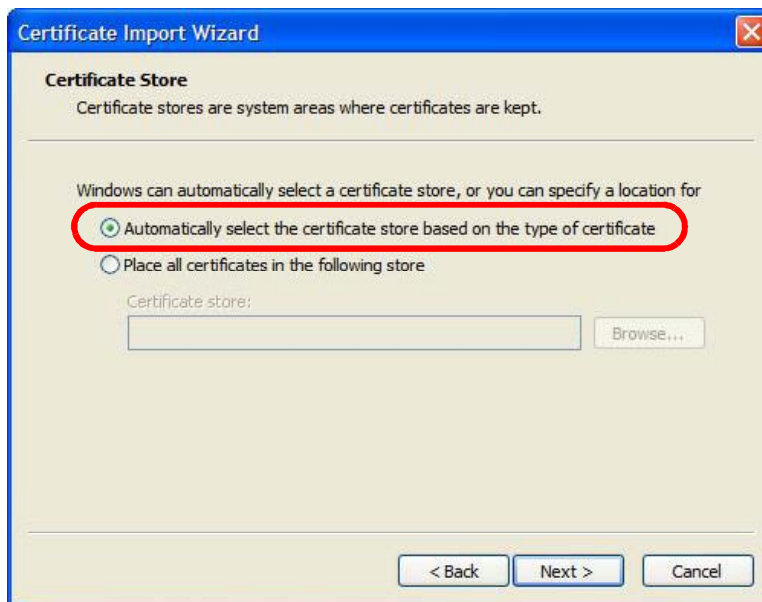 Certificate Import Wizard
Certificate Store
Certificate stores are system areas where certificates are kept.
Windows can automatically select a certificate store, or you can specify a location for
Automatically select the certificate store based on the type of certificate
Place all certificates in the following store
Certificate store:
Browse...
< Back Next > Cancel